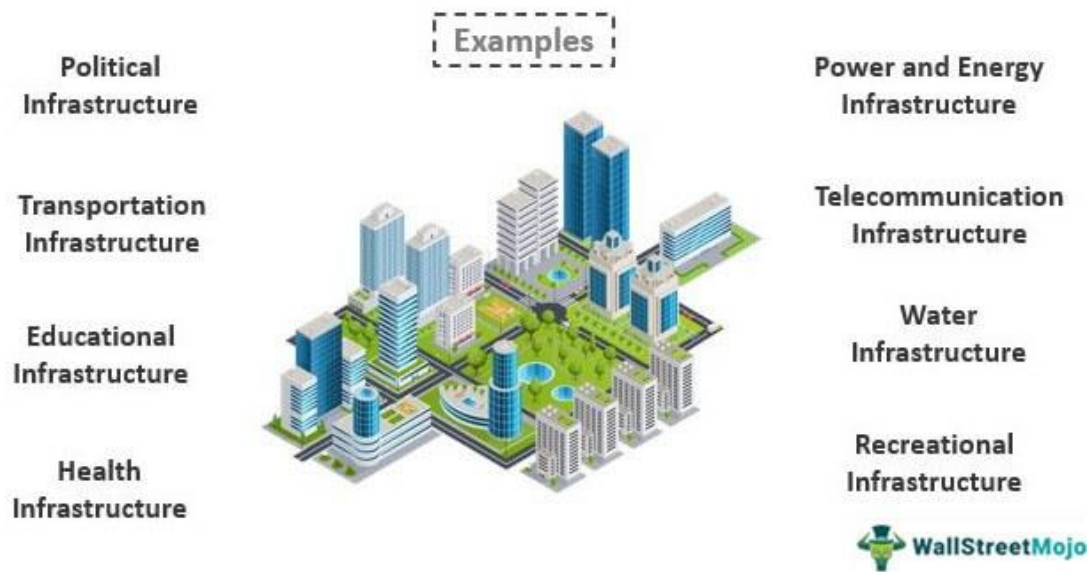 Examples
Political
Infrastructure
Transportation
Infrastructure
Educational
Infrastructure
Health
Infrastructure
Power and Energy
Infrastructure
Telecommunication
Infrastructure
Water
Infrastructure
Recreational
Infrastructure
WallStreetMojo